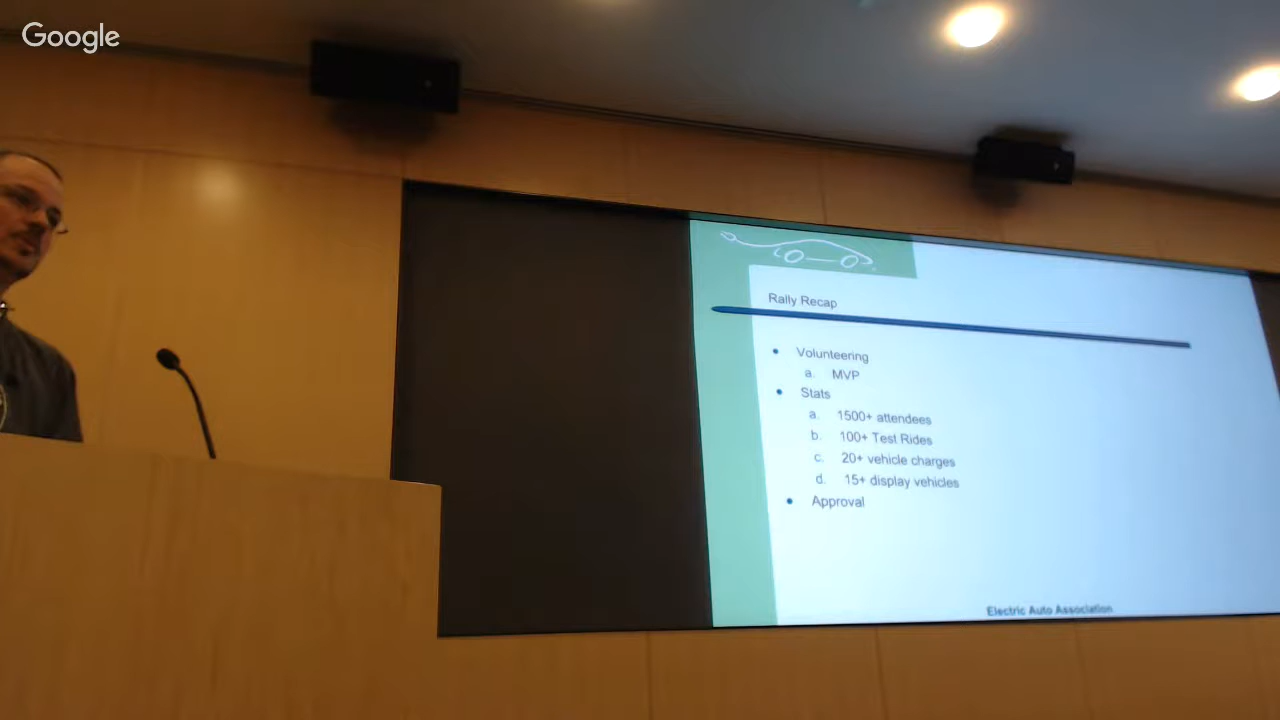 Google
Rally Recap
• Volunteering
a. MVP
• Stats
a. 1500+ attendees
b. 100+ Test Rides
c. 20+ vehicle charges
d. 15+ display vehicles
• Approval
Electric Auto Association